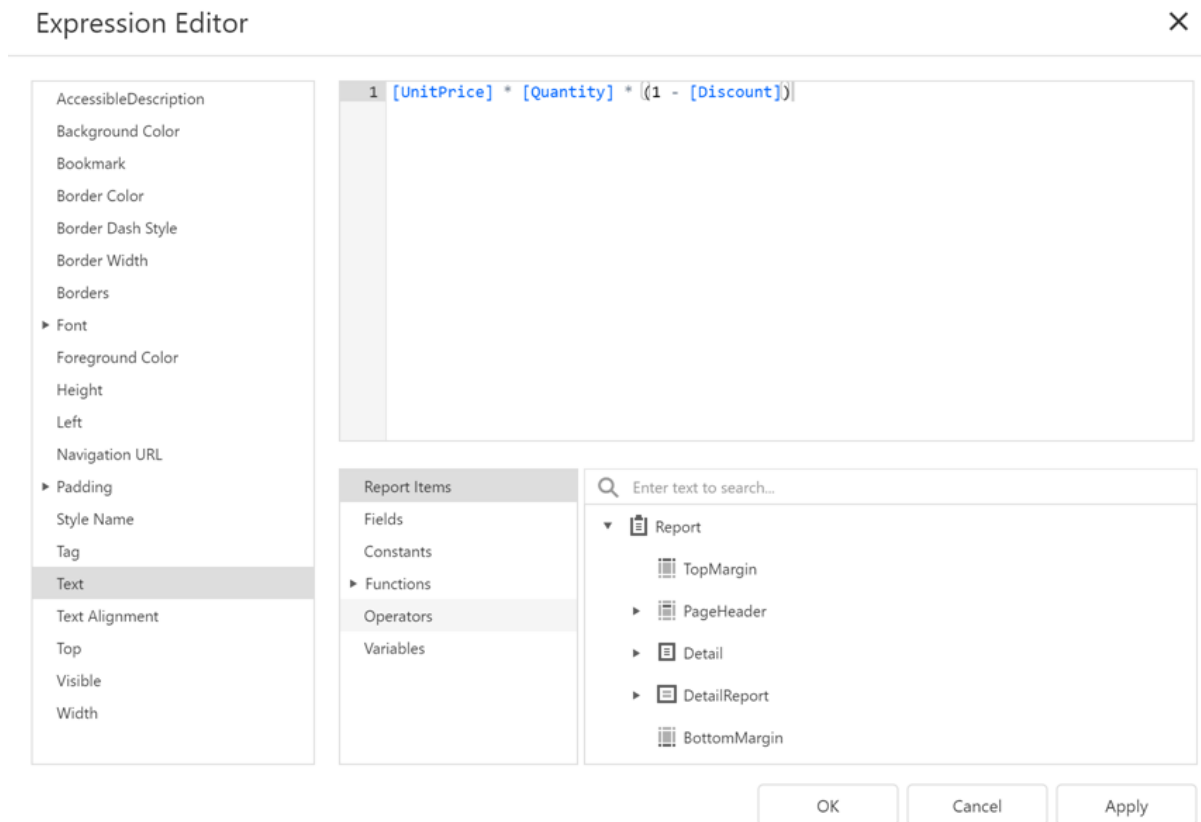 Expression Editor
AccessibleDescription
Background Color
Bookmark
Border Color
Border Dash Style
Border Width
Borders
Font
Foreground Color
Height
Left
Navigation URL
Padding
Style Name
Tag
Text
Text Alignment
Top
Visible
Width
1 [UnitPrice] * [Quantity] * (1 - [Discount])
Report Items
Fields
Constants
Functions
Operators
Variables
Enter text to search...
Report
TopMargin
PageHeader
Detail
DetailReport
BottomMargin
OK Cancel Apply